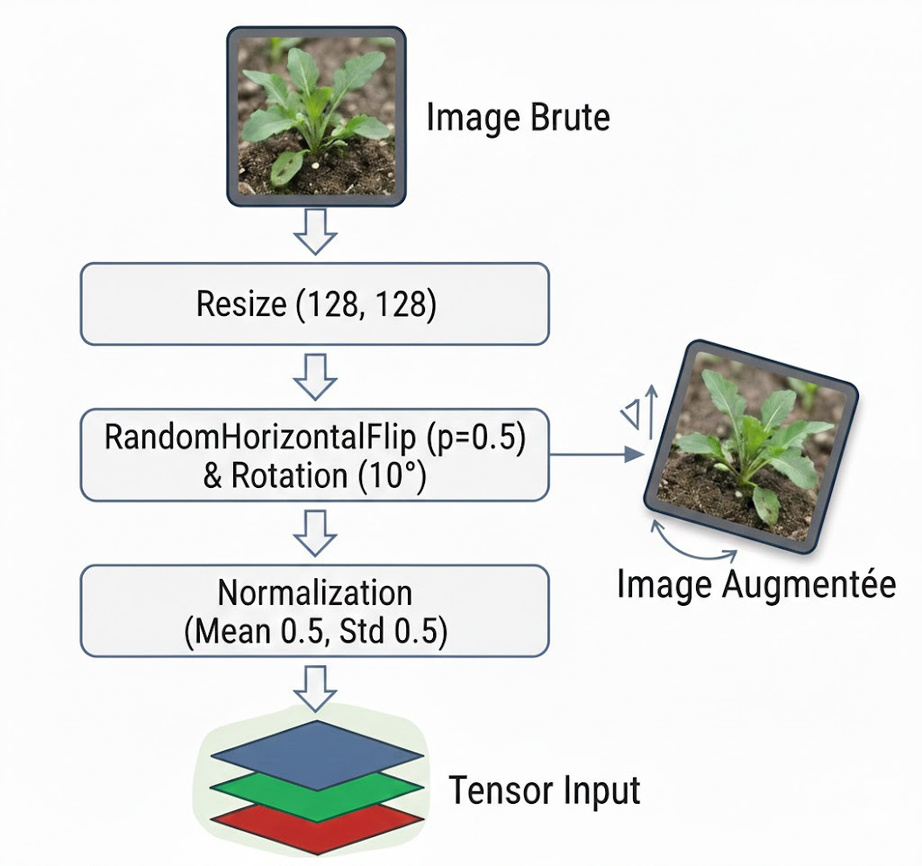 Image Brute
Resize (128, 128)
RandomHorizontalFlip (p=0.5)
& Rotation (10°)
Image Augmentée
Normalization
(Mean 0.5, Std 0.5)
Tensor Input